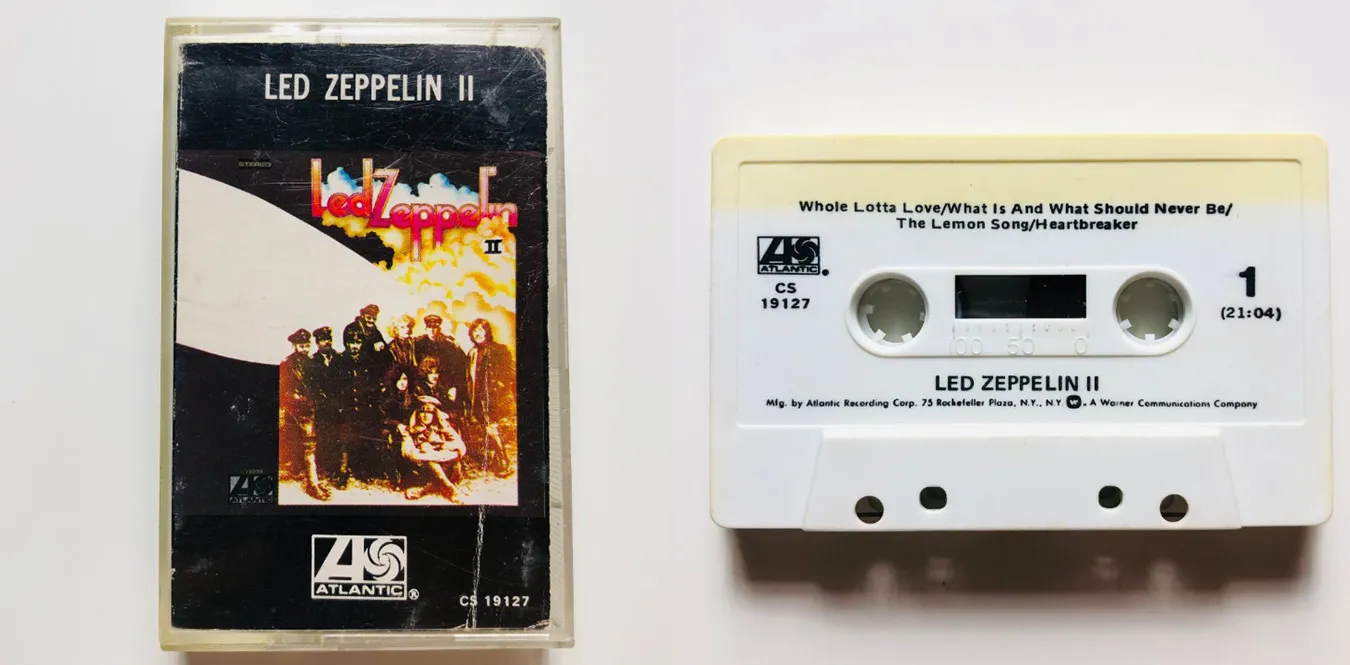 LED ZEPPELIN II
STEREO
Led Zeppelin
II
ATLANTIC
ATLANTIC®
CS 19127
Whole Lotta Love/What Is And What Should Never Be/
The Lemon Song/Heartbreaker
ATLANTIC®
CS
19127
1
(21:04)
100 50 0
LED ZEPPELIN II
Mfg. by Atlantic Recording Corp. 75 Rockefeller Plaza, N.Y., N.Y. W. A Warner Communications Company